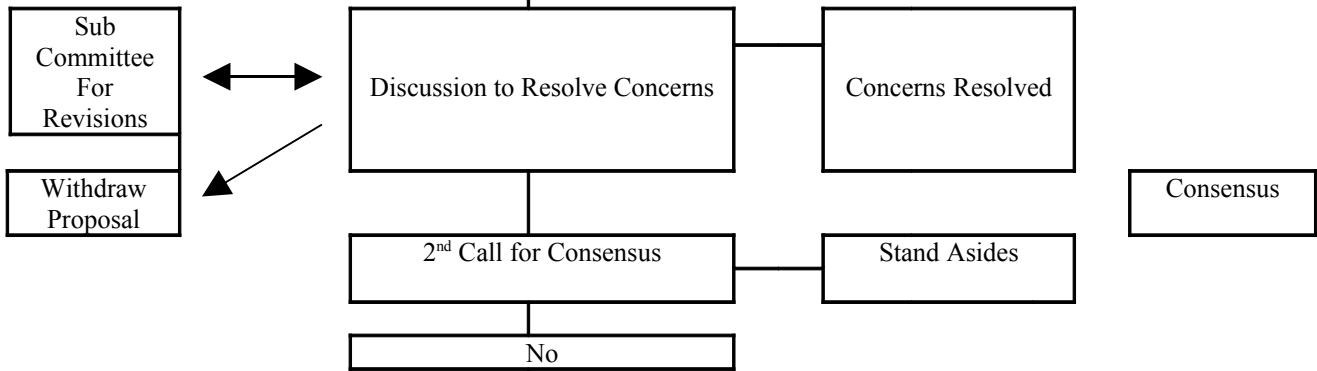 Sub
Committee
For
Revisions
Discussion to Resolve Concerns
Concerns Resolved
Withdraw
Proposal
Consensus
2nd Call for Consensus
Stand Asides
No